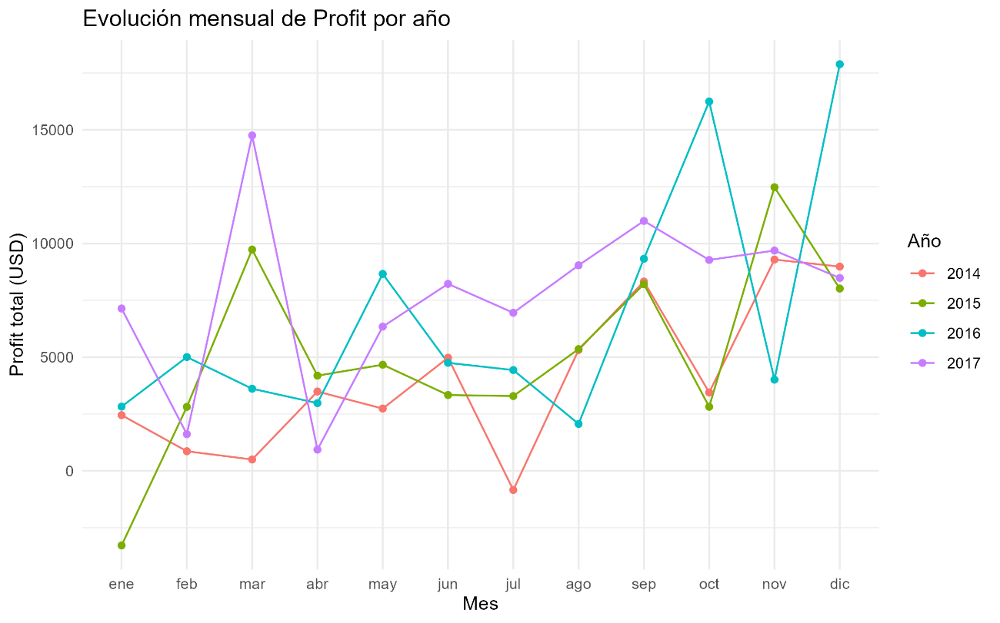 Evolución mensual de Profit por año
Profit total (USD)
15000
10000
5000
0
ene feb mar abr may jun jul ago sep oct nov dic
Mes
Año
2014
2015
2016
2017